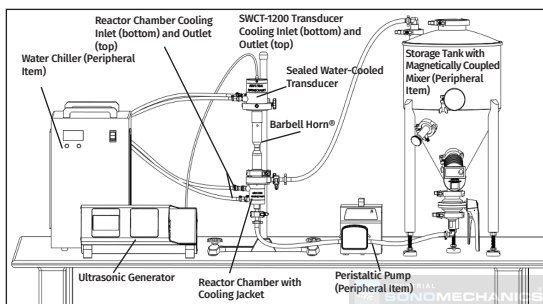 Reactor Chamber Cooling
Inlet (bottom) and Outlet
(top)
SWCT-1200 Transducer
Cooling Inlet (bottom) and
Outlet (top)
Water Chiller (Peripheral
Item)
Sealed Water-Cooled
Transducer
Storage Tank with
Magnetically Coupled
Mixer (Peripheral
Item)
Barbell Horn®
Ultrasonic Generator
Reactor Chamber with
Cooling Jacket
Peristaltic Pump
(Peripheral Item)
SONOMECHANICS